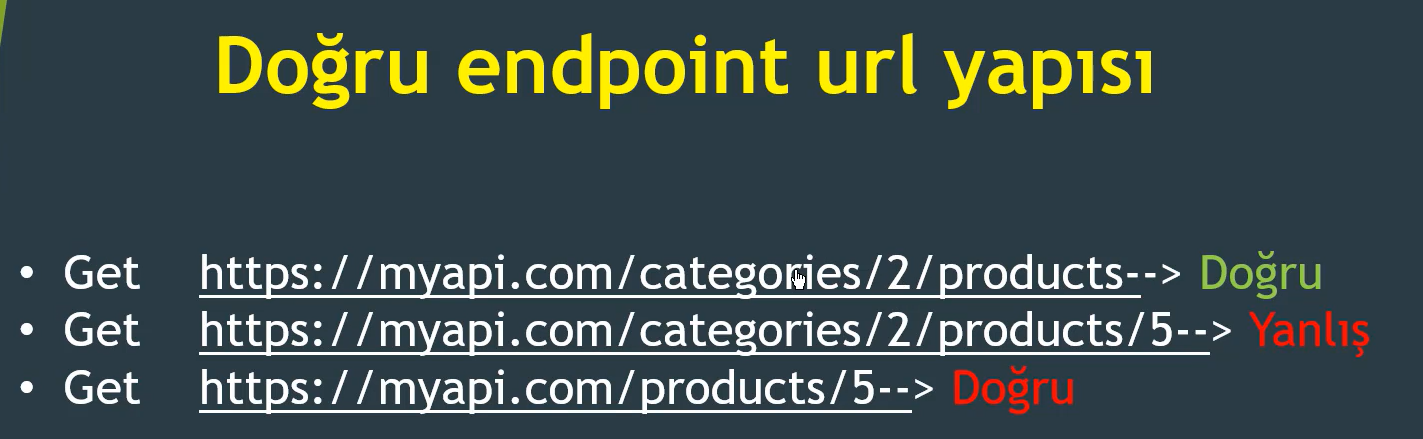 Doğru endpoint url yapısı
• Get https://myapi.com/categories/2/products--> Doğru
• Get https://myapi.com/categories/2/products/5--> Yanlış
• Get https://myapi.com/products/5--> Doğru